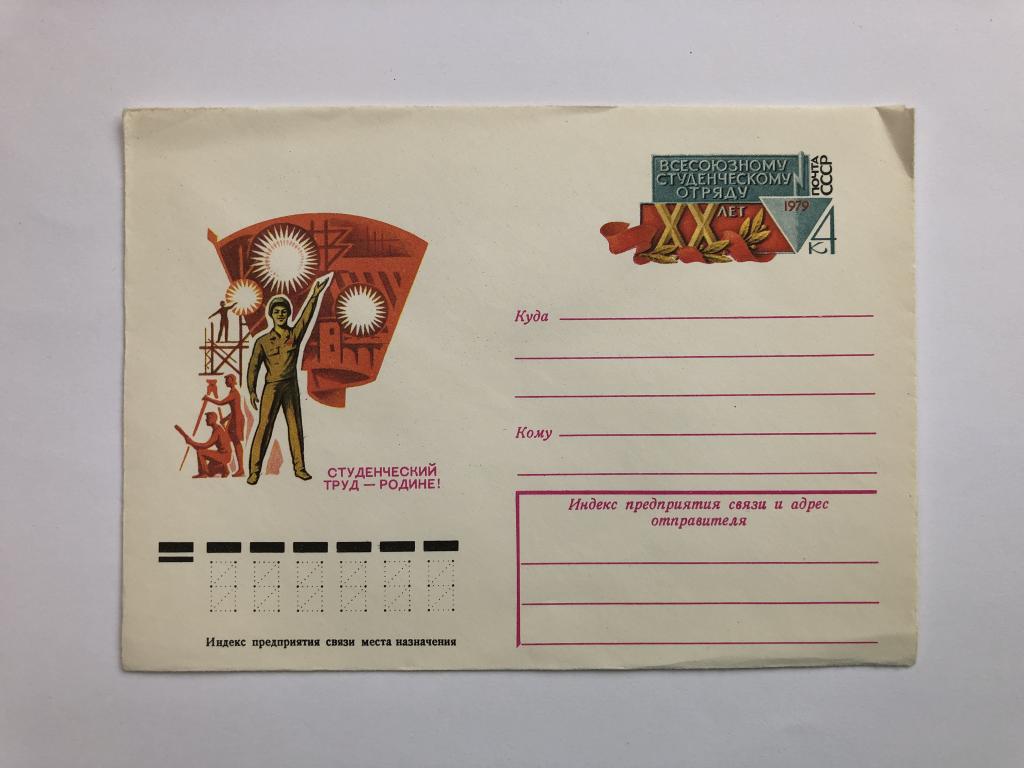 ВСЕСОЮЗНОМУ
СТУДЕНЧЕСКОМУ
ОТРЯДУ
XX ЛЕТ
1979
ПОЧТА
СССР
4 К
Куда
Кому
СТУДЕНЧЕСКИЙ
ТРУД — РОДИНЕ!
Индекс предприятия связи и адрес
отправителя
Индекс предприятия связи места назначения